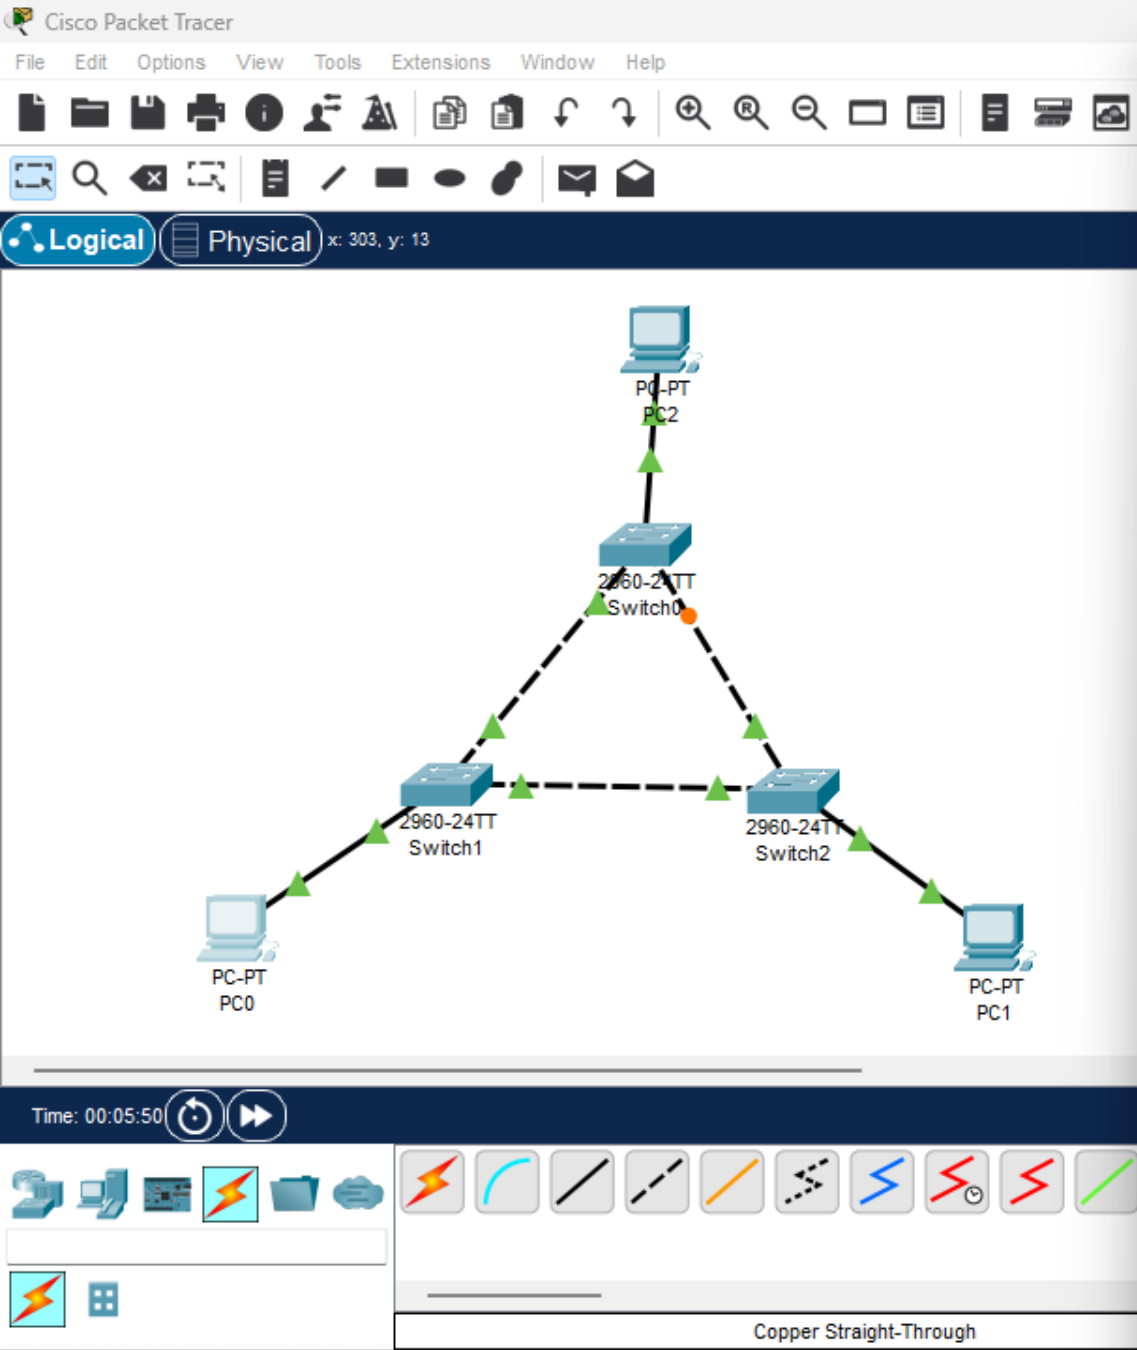 Cisco Packet Tracer
File Edit Options View Tools Extensions Window Help
Logical Physical x: 303, y: 13
PC-PT
PC2
2960-24TT
Switch0
2960-24TT
Switch1
2960-24TT
Switch2
PC-PT
PC0
PC-PT
PC1
Time: 00:05:50
Copper Straight-Through